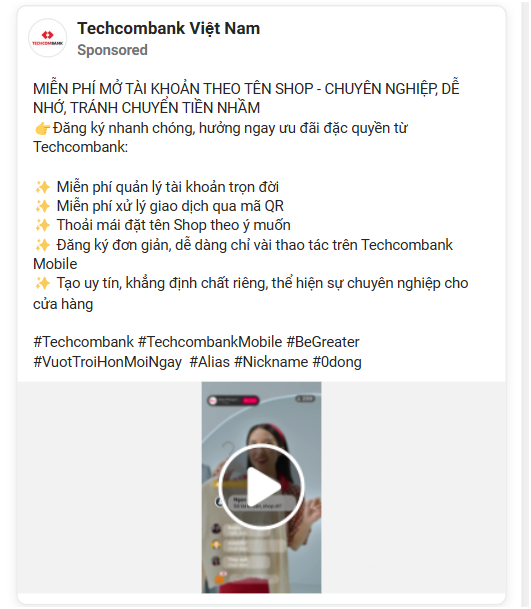 TECHCOMBANK
Techcombank Việt Nam
Sponsored
MIỄN PHÍ MỞ TÀI KHOẢN THEO TÊN SHOP - CHUYÊN NGHIỆP, DỄ
NHỚ, TRÁNH CHUYỂN TIỀN NHẦM
👉Đăng ký nhanh chóng, hưởng ngay ưu đãi đặc quyền từ
Techcombank:
✨ Miễn phí quản lý tài khoản trọn đời
✨ Miễn phí xử lý giao dịch qua mã QR
✨ Thoải mái đặt tên Shop theo ý muốn
✨ Đăng ký đơn giản, dễ dàng chỉ vài thao tác trên Techcombank
Mobile
✨ Tạo uy tín, khẳng định chất riêng, thể hiện sự chuyên nghiệp cho
cửa hàng
#Techcombank #TechcombankMobile #BeGreater
#VuotTroiHonMoiNgay #Alias #Nickname #0dong